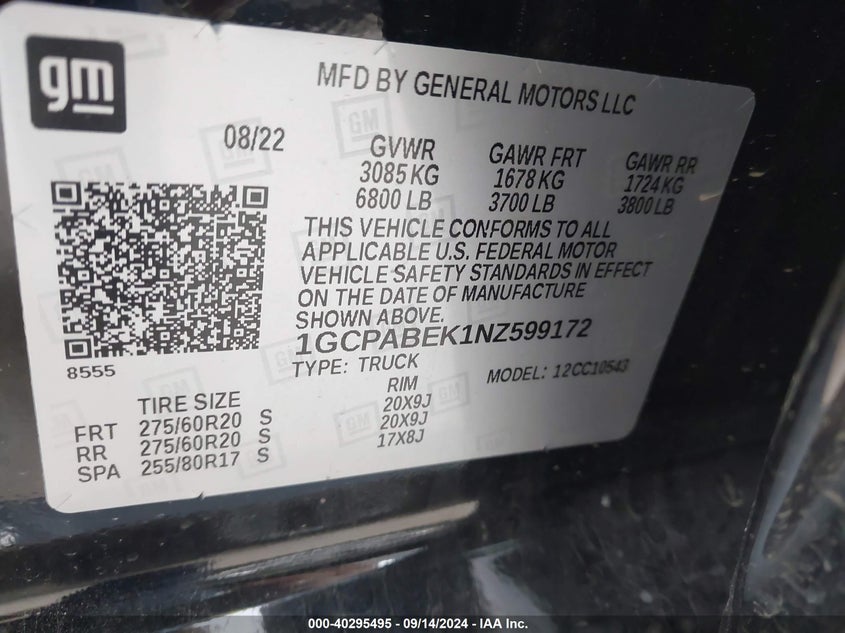 gm
MFD BY GENERAL MOTORS LLC
08/22 GVWR GAWR FRT GAWR RR
3085 KG 1678 KG 1724 KG
6800 LB 3700 LB 3800 LB
THIS VEHICLE CONFORMS TO ALL
APPLICABLE U.S. FEDERAL MOTOR
VEHICLE SAFETY STANDARDS IN EFFECT
ON THE DATE OF MANUFACTURE
SHOWN ABOVE.
1GCPABEK1NZ599172
8555 TYPE: TRUCK MODEL: 12CC10543
TIRE SIZE RIM
FRT 275/60R20 S 20X9J
RR 275/60R20 S 20X9J
SPA 255/80R17 S 17X8J
000-40295495 - 09/14/2024 - IAA Inc.